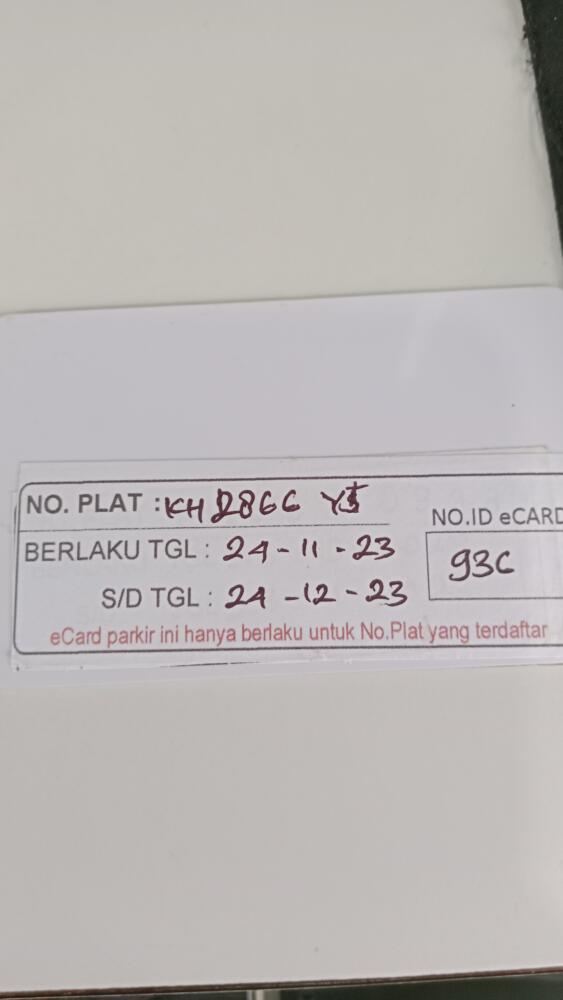 NO. PLAT : KH 2866
NO.ID eCARD
BERLAKU TGL : 24-11-23
93C
S/D TGL : 24-12-23
eCard parkir ini hanya berlaku untuk No.Plat yang terdaftar